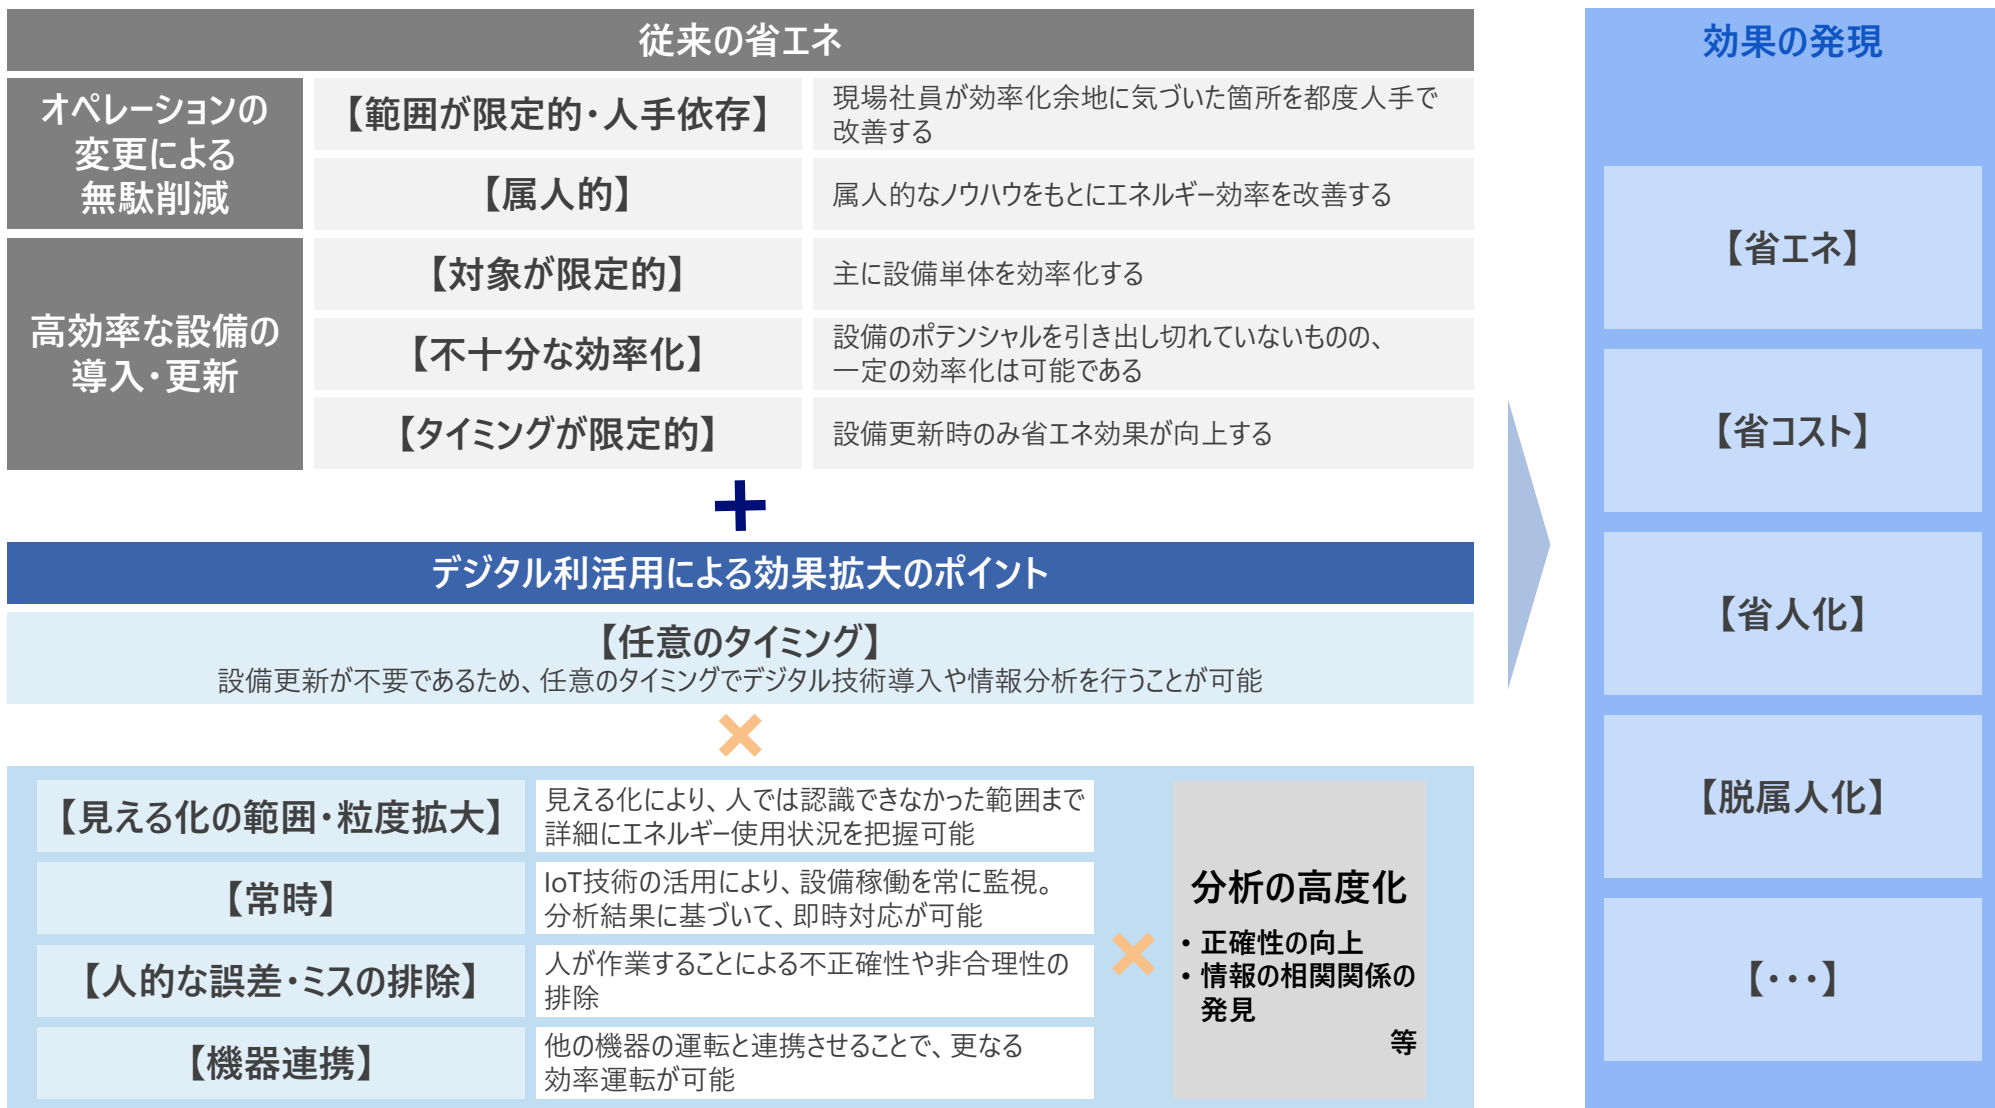 従来の省エネ
オペレーションの
変更による
無駄削減
【範囲が限定的・人手依存】
現場社員が効率化余地に気づいた箇所を都度人手で
改善する
【属人的】
属人的なノウハウをもとにエネルギー効率を改善する
高効率な設備の
導入・更新
【対象が限定的】
主に設備単体を効率化する
【不十分な効率化】
設備のポテンシャルを引き出し切れていないものの、
一定の効率化は可能である
【タイミングが限定的】
設備更新時のみ省エネ効果が向上する
+
デジタル利活用による効果拡大のポイント
【任意のタイミング】
設備更新が不要であるため、任意のタイミングでデジタル技術導入や情報分析を行うことが可能
×
【見える化の範囲・粒度拡大】
見える化により、人では認識できなかった範囲まで
詳細にエネルギー使用状況を把握可能
【常時】
IoT技術の活用により、設備稼働を常に監視。
分析結果に基づいて、即時対応が可能
【人的な誤差・ミスの排除】
人が作業することによる不正確性や非合理性の
排除
【機器連携】
他の機器の運転と連携させることで、更なる
効率運転が可能
×
分析の高度化
・正確性の向上
・情報の相関関係の
発見
等
効果の発現
【省エネ】
【省コスト】
【省人化】
【脱属人化】
【・・・】